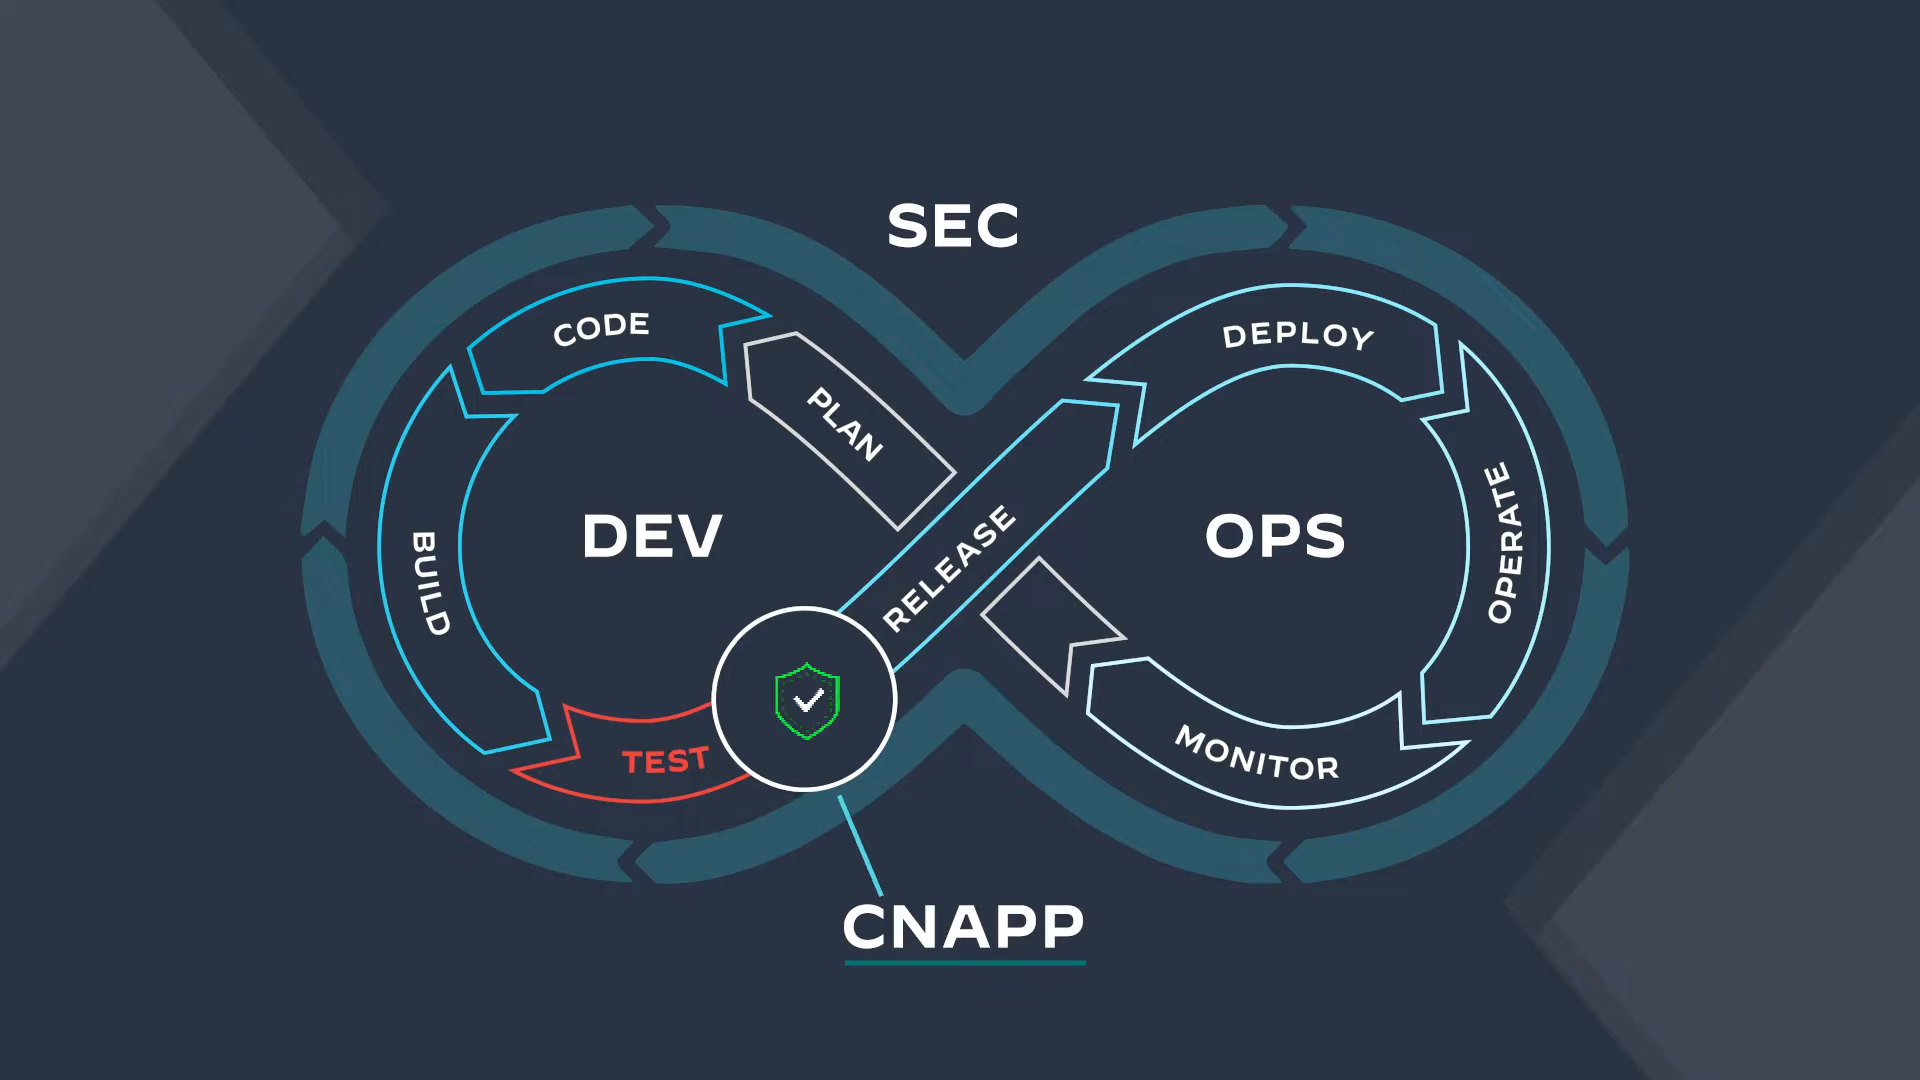 SEC
CODE
DEPLOY
PLAN
DEV
OPS
RELEASE
OPERATE
BUILD
TEST
MONITOR
CNAPP